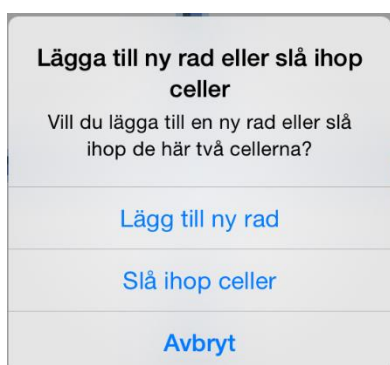 Lägga till ny rad eller slå ihop
celler
Vill du lägga till en ny rad eller slå
ihop de här två cellerna?
Lägg till ny rad
Slå ihop celler
Avbryt